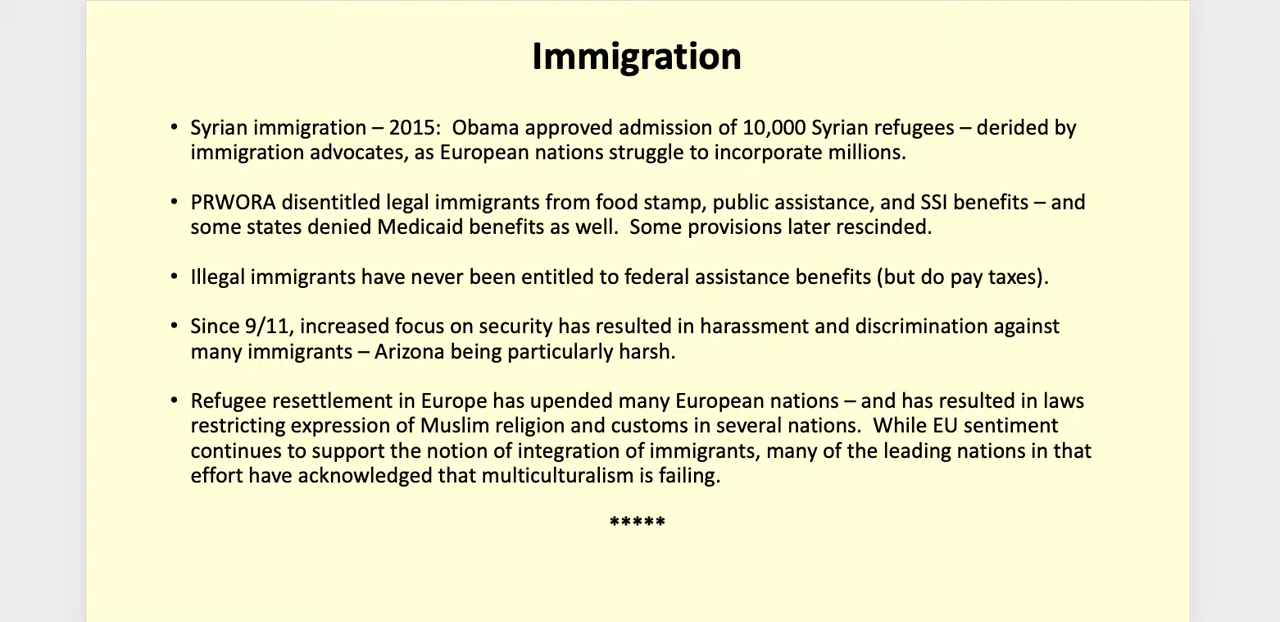 Immigration
• Syrian immigration – 2015:  Obama approved admission of 10,000 Syrian refugees – derided by
immigration advocates, as European nations struggle to incorporate millions.
• PRWORA disentitled legal immigrants from food stamp, public assistance, and SSI benefits – and
some states denied Medicaid benefits as well.  Some provisions later rescinded.
• Illegal immigrants have never been entitled to federal assistance benefits (but do pay taxes).
• Since 9/11, increased focus on security has resulted in harassment and discrimination against
many immigrants – Arizona being particularly harsh.
• Refugee resettlement in Europe has upended many European nations – and has resulted in laws
restricting expression of Muslim religion and customs in several nations.  While EU sentiment
continues to support the notion of integration of immigrants, many of the leading nations in that
effort have acknowledged that multiculturalism is failing.
*****